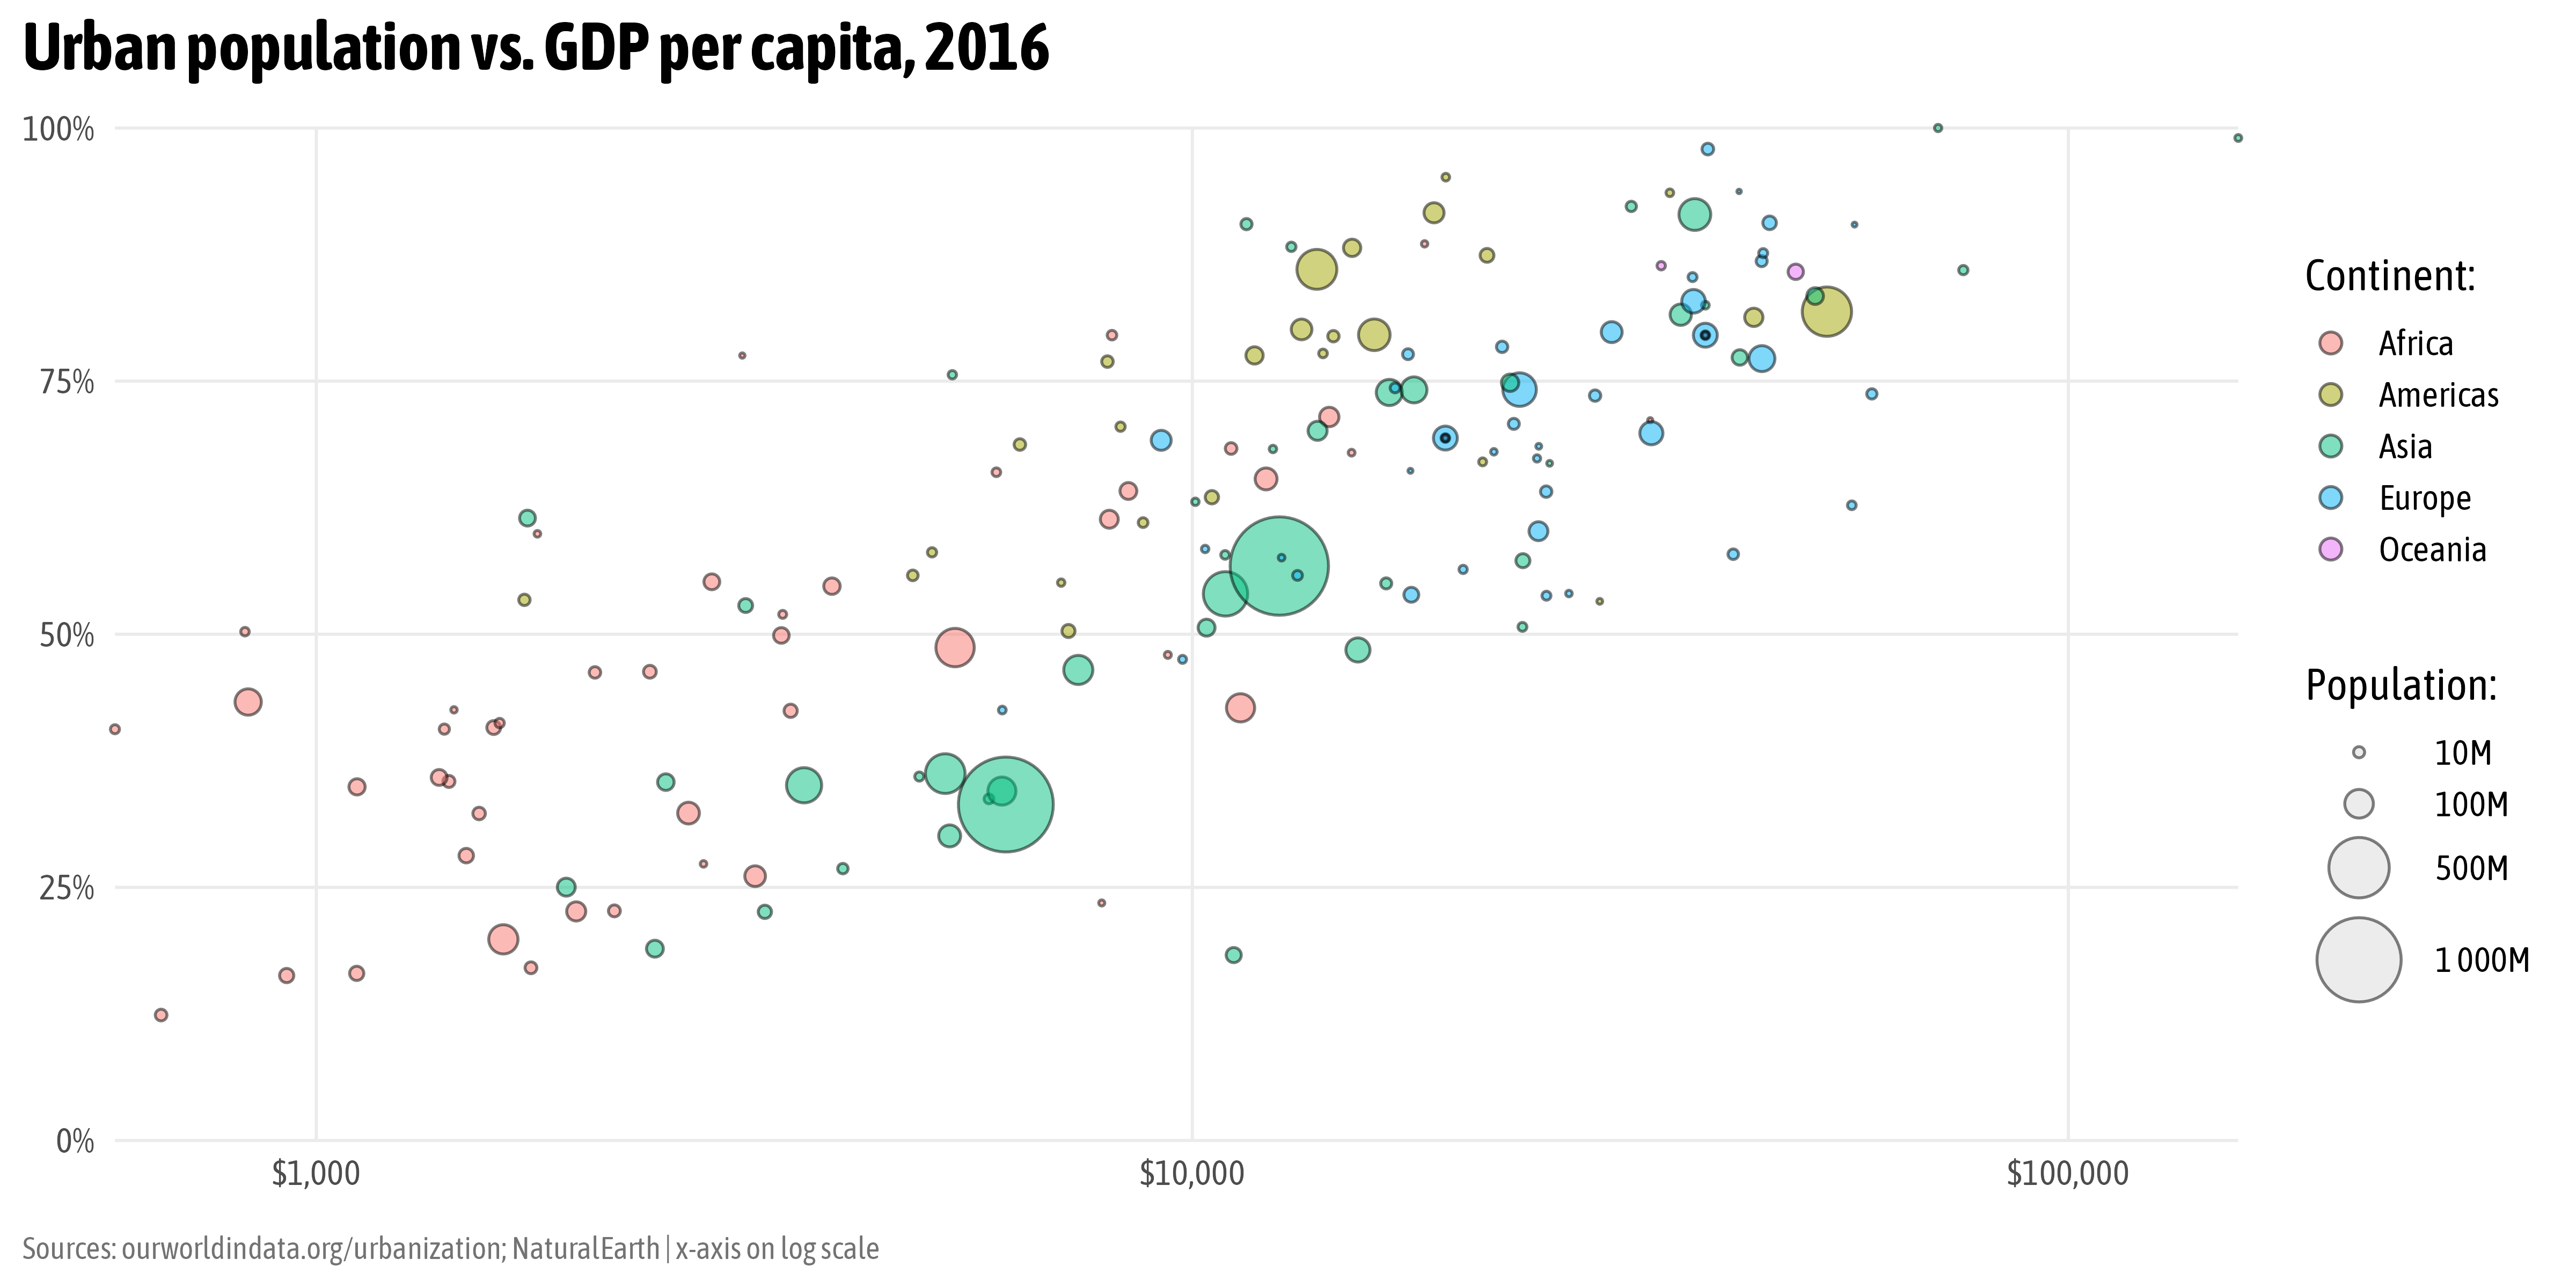 Urban population vs. GDP per capita, 2016
100%
75%
50%
25%
0%
$1,000
$10,000
$100,000
Continent:
Africa
Americas
Asia
Europe
Oceania
Population:
10M
100M
500M
1 000M
Sources: ourworldindata.org/urbanization; NaturalEarth | x-axis on log scale